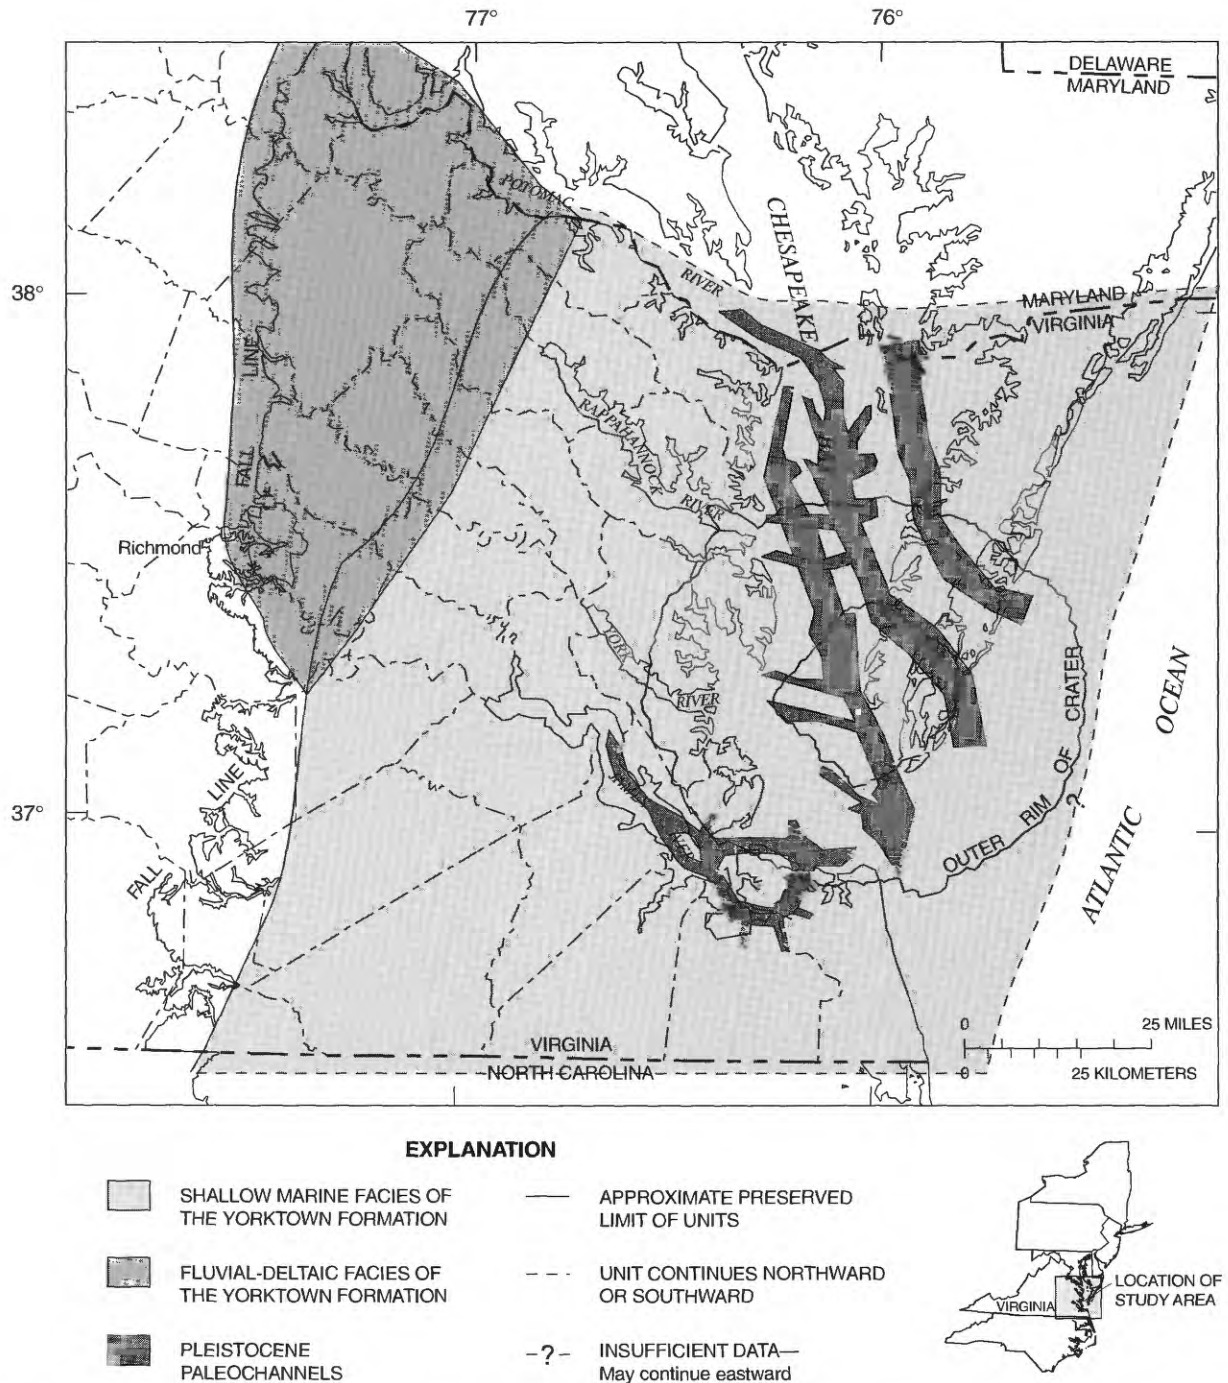 77°
76°
DELAWARE
MARYLAND
POTOMAC
RIVER
CHESAPEAKE
38°
MARYLAND
VIRGINIA
FALL LINE
RAPPAHANNOCK
RIVER
Richmond
YORK
RIVER
FALL LINE
37°
OUTER RIM OF CRATER
?
ATLANTIC OCEAN
0 25 MILES
0 25 KILOMETERS
VIRGINIA
NORTH CAROLINA
EXPLANATION
SHALLOW MARINE FACIES OF
THE YORKTOWN FORMATION
FLUVIAL-DELTAIC FACIES OF
THE YORKTOWN FORMATION
PLEISTOCENE
PALEOCHANNELS
APPROXIMATE PRESERVED
LIMIT OF UNITS
UNIT CONTINUES NORTHWARD
OR SOUTHWARD
-?- INSUFFICIENT DATA—
May continue eastward
VIRGINIA
LOCATION OF
STUDY AREA